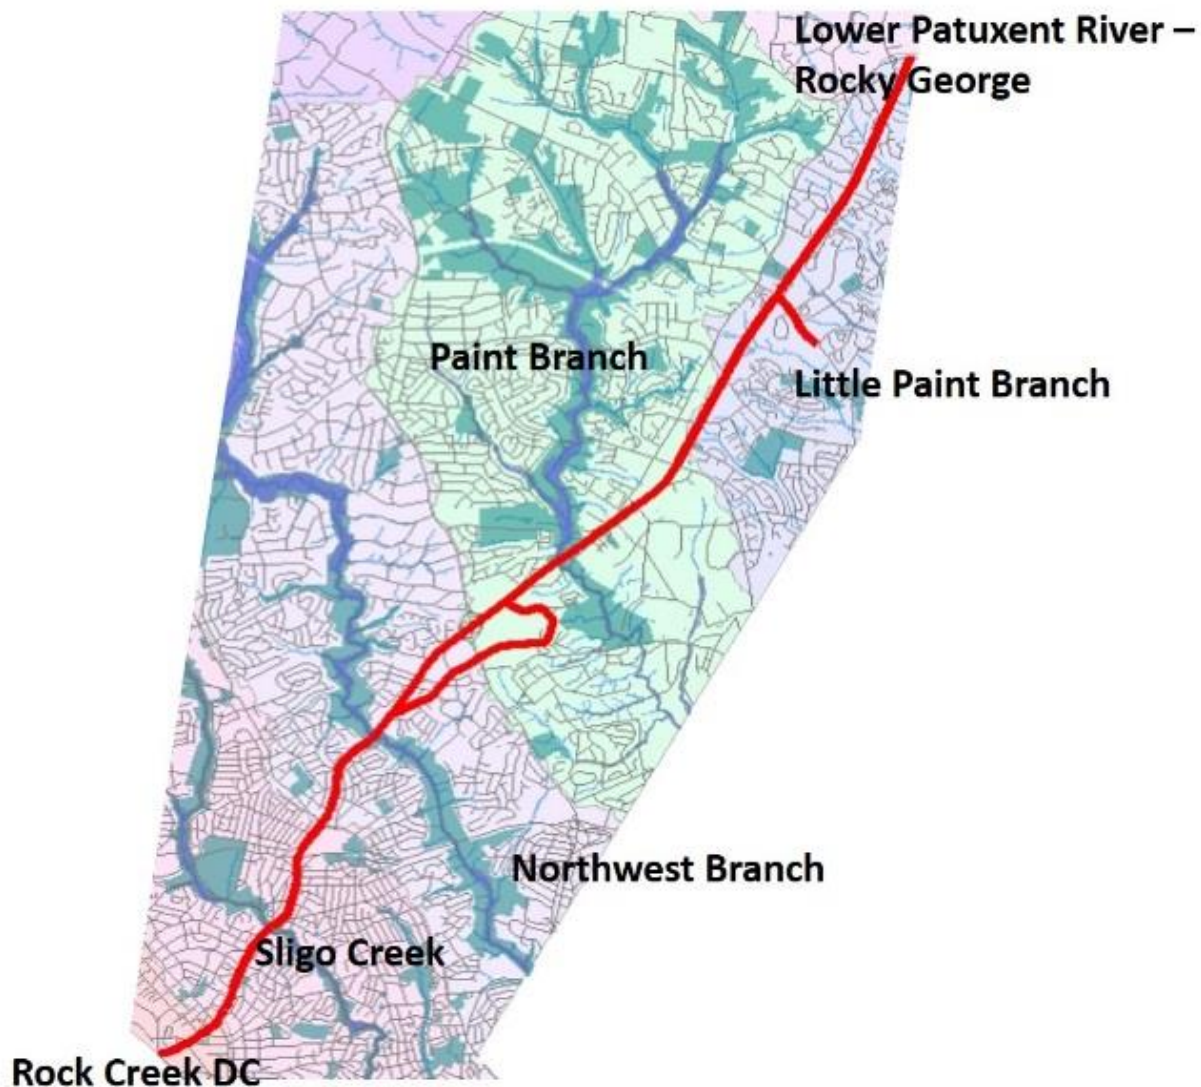 Lower Patuxent River –
Rocky George
Paint Branch
Little Paint Branch
Northwest Branch
Sligo Creek
Rock Creek DC